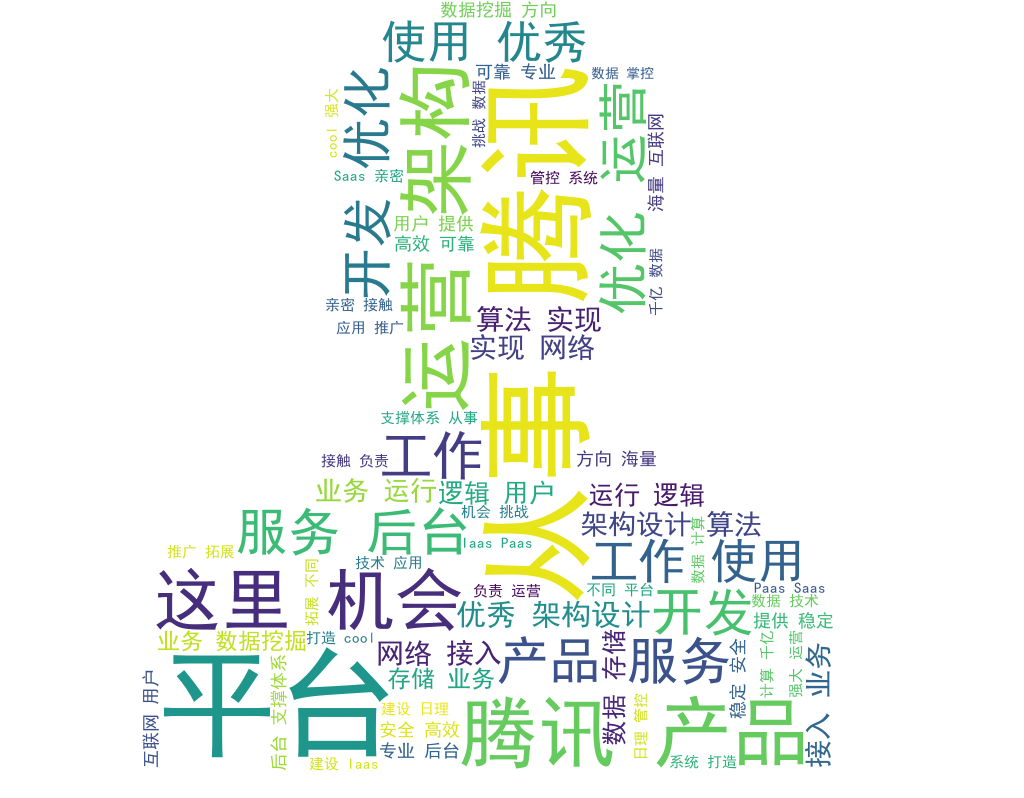 数据挖掘 方向
使用 优秀
可靠 专业
数据 掌控
优化
架构
腾讯
运营
cool 强大
挑战 数据
海量 互联网
Saas 亲密
管控 系统
开发
用户 提供
高效 可靠
优化
运营
千亿 数据
亲密 接触
应用 推广
算法 实现
实现 网络
从事
支撑体系 从事
工作
接触 负责
方向 海量
业务 运行
逻辑 用户
运行 逻辑
服务 后台
机会 挑战
架构设计 算法
Iaas Paas
工作 使用
数据 计算
推广 拓展
技术 应用
拓展 不同
这里 机会
负责 运营
不同 平台
Paas Saas
优秀 架构设计
开发
数据 技术
提供 稳定
业务 数据挖掘
打造 cool
网络 接入
产品 服务
存储 业务
数据 存储
稳定 安全
计算 千亿
强大 运营
接入 业务
平台
互联网 用户
后台 支撑体系
建设 日理
安全 高效
专业 后台
建设 Iaas
腾讯 产品
日理 管控
系统 打造